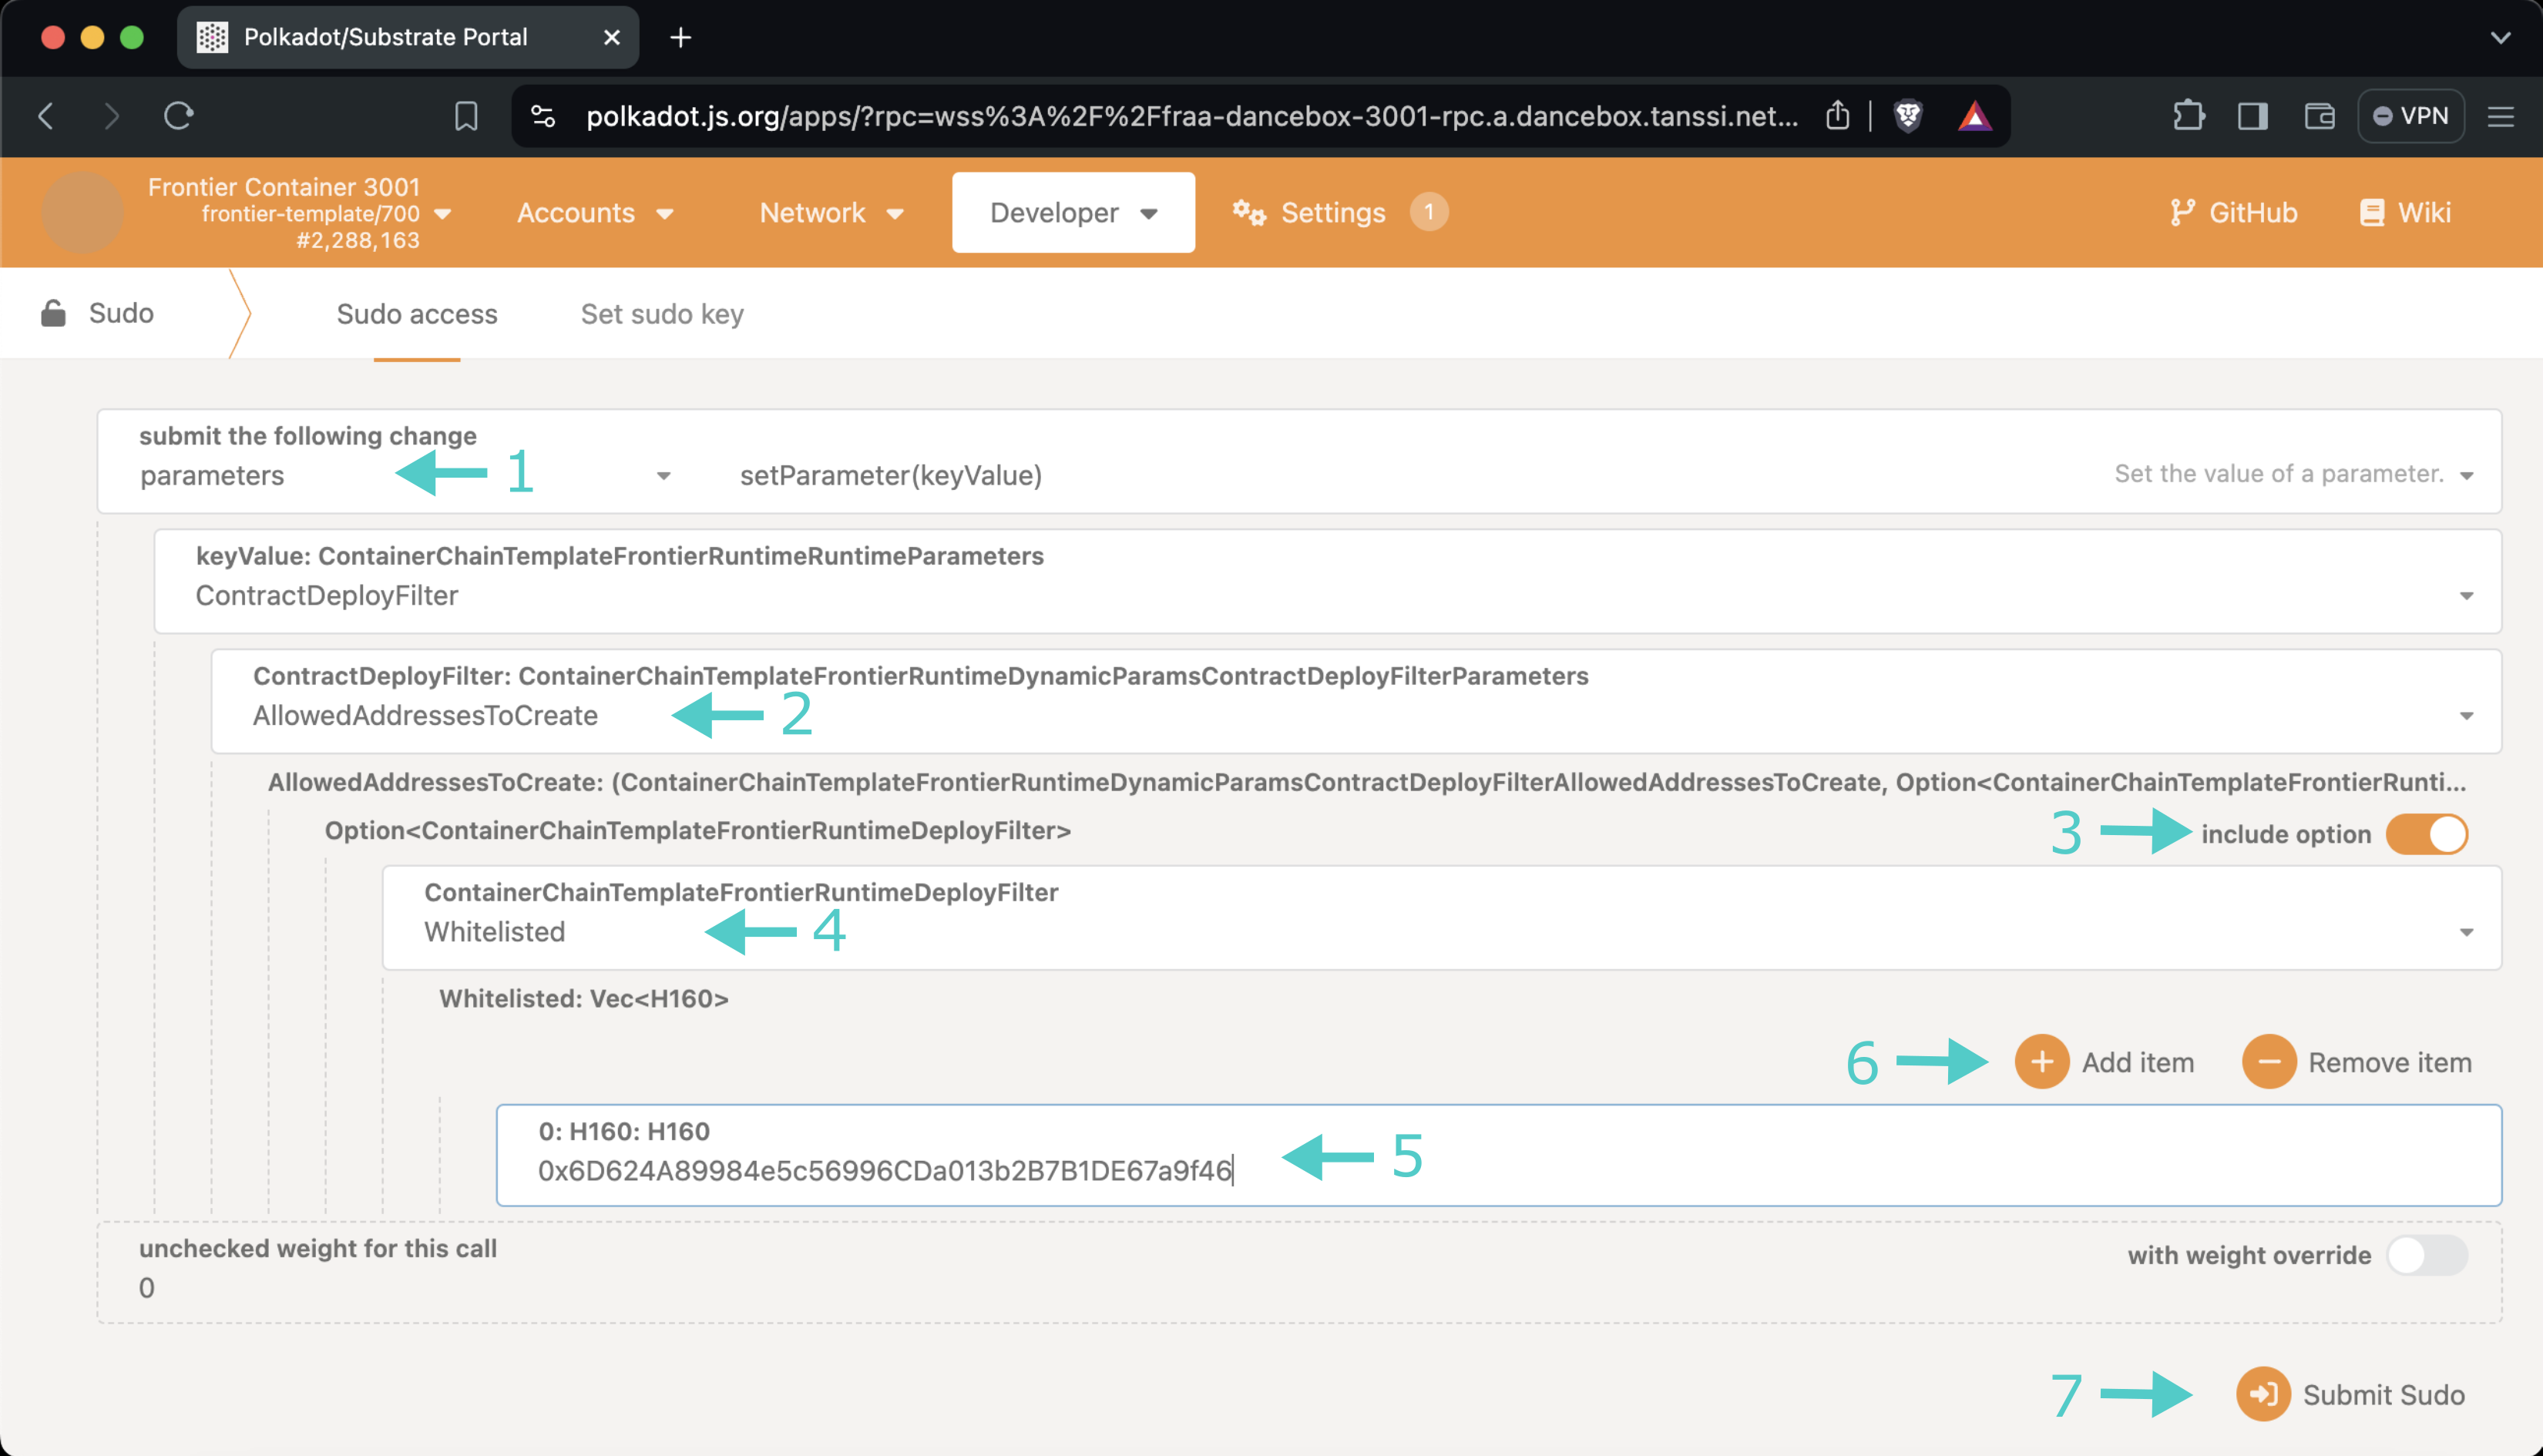 Polkadot/Substrate Portal
polkadot.js.org/apps/?rpc=wss%3A%2F%2Ffraa-dancebox-3001-rpc.a.dancebox.tanssi.net...
VPN
Frontier Container 3001
frontier-template/700
#2,288,163
Accounts
Network
Developer
Settings
1
GitHub
Wiki
Sudo
Sudo access
Set sudo key
submit the following change
parameters
1
setParameter(keyValue)
Set the value of a parameter.
keyValue: ContainerChainTemplateFrontierRuntimeRuntimeParameters
ContractDeployFilter
ContractDeployFilter: ContainerChainTemplateFrontierRuntimeDynamicParamsContractDeployFilterParameters
AllowedAddressesToCreate
2
AllowedAddressesToCreate: (ContainerChainTemplateFrontierRuntimeDynamicParamsContractDeployFilterAllowedAddressesToCreate, Option<ContainerChainTemplateFrontierRunti...
Option<ContainerChainTemplateFrontierRuntimeDeployFilter>
3
include option
ContainerChainTemplateFrontierRuntimeDeployFilter
Whitelisted
4
Whitelisted: Vec<H160>
6
Add item
Remove item
0: H160: H160
0x6D624A89984e5c56996CDa013b2B7B1DE67a9f46
5
unchecked weight for this call
0
with weight override
7
Submit Sudo